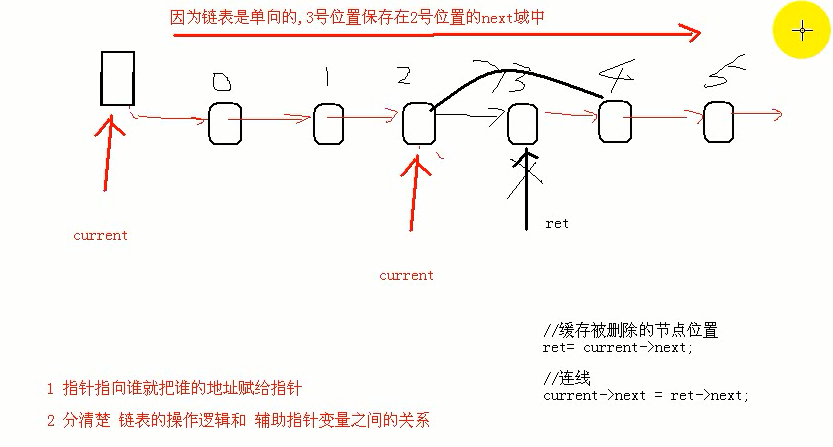 因为链表是单向的,3号位置保存在2号位置的next域中
0 1 2 3 4 5
ret
current
current
//缓存被删除的节点位置
ret= current->next;
//连线
current->next = ret->next;
1 指针指向谁就把谁的地址赋给指针
2 分清楚 链表的操作逻辑和 辅助指针变量之间的关系